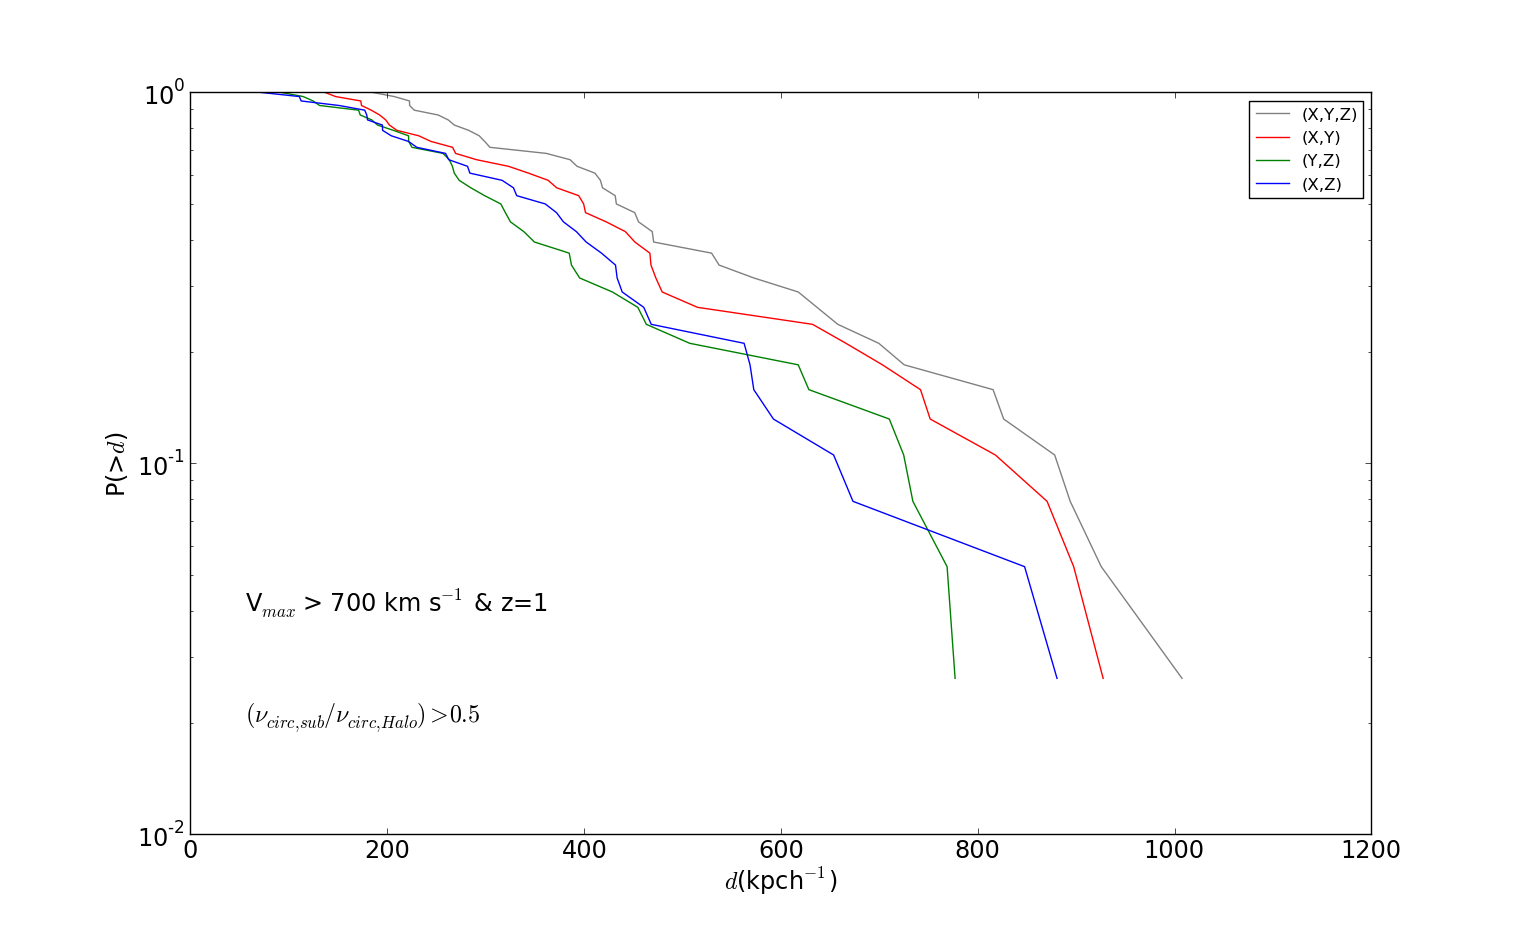 10^0
(X,Y,Z)
(X,Y)
(Y,Z)
(X,Z)
P(>d)
10^-1
V_max > 700 km s^−1 & z=1
(ν_circ,sub/ν_circ,Halo) >0.5
10^-2
0 200 400 600 800 1000 1200
d(kpch^−1)